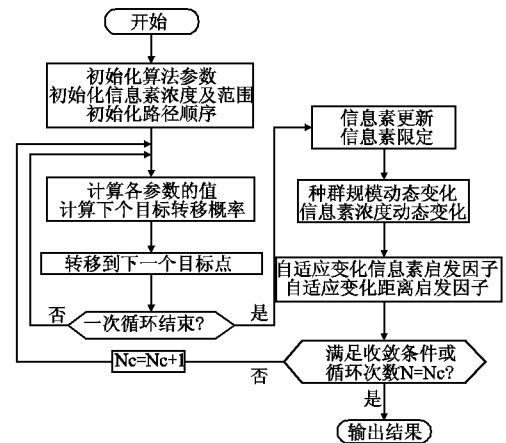 开始
初始化算法参数
初始化信息素浓度及范围
初始化路径顺序
计算各参数的值
计算下个目标转移概率
转移到下一个目标点
一次循环结束?
否
是
信息素更新
信息素限定
种群规模动态变化
信息素浓度动态变化
自适应变化信息素启发因子
自适应变化距离启发因子
满足收敛条件或
循环次数N=Nc?
否
Nc=Nc+1
是
输出结果